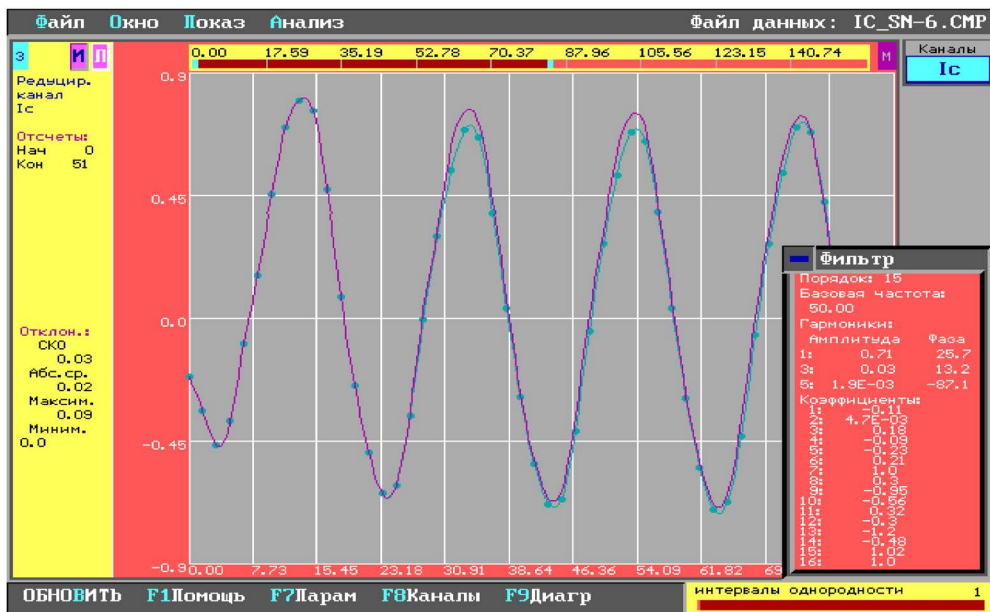 Файл Окно Показ Анализ Файл данных: IC_SN-6.CMP
З И П
0.00 17.59 35.19 52.78 70.37 87.96 105.56 123.15 140.74
М
Каналы
Ic
Редуцир.
канал
Ic
Отсчеты:
Нач 0
Кон 51
Отклон.:
СКО
0.03
Абс.ср.
0.02
Максим.
0.09
Миним.
0.0
0.9
0.45
0.0
-0.45
-0.9
0.00 7.73 15.45 23.18 30.91 38.64 46.36 54.09 61.82 69
Фильтр
Порядок: 15
Базовая частота:
50.00
Гармоники:
Амплитуда Фаза
1: 0.71 25.7
3: 0.03 13.2
5: 1.9E-03 -87.1
Коэффициенты:
1: -0.11
2: 4.7E-03
3: 0.18
4: -0.09
5: -0.23
6: 0.21
7: 1.0
8: 0.3
9: -0.95
10: -0.56
11: 0.32
12: -0.3
13: -1.2
14: -0.48
15: 1.02
16: 1.0
ОБНОВИТЬ F1Помощь F7Парам F8Каналы F9Диагр
интервалы однородности 1